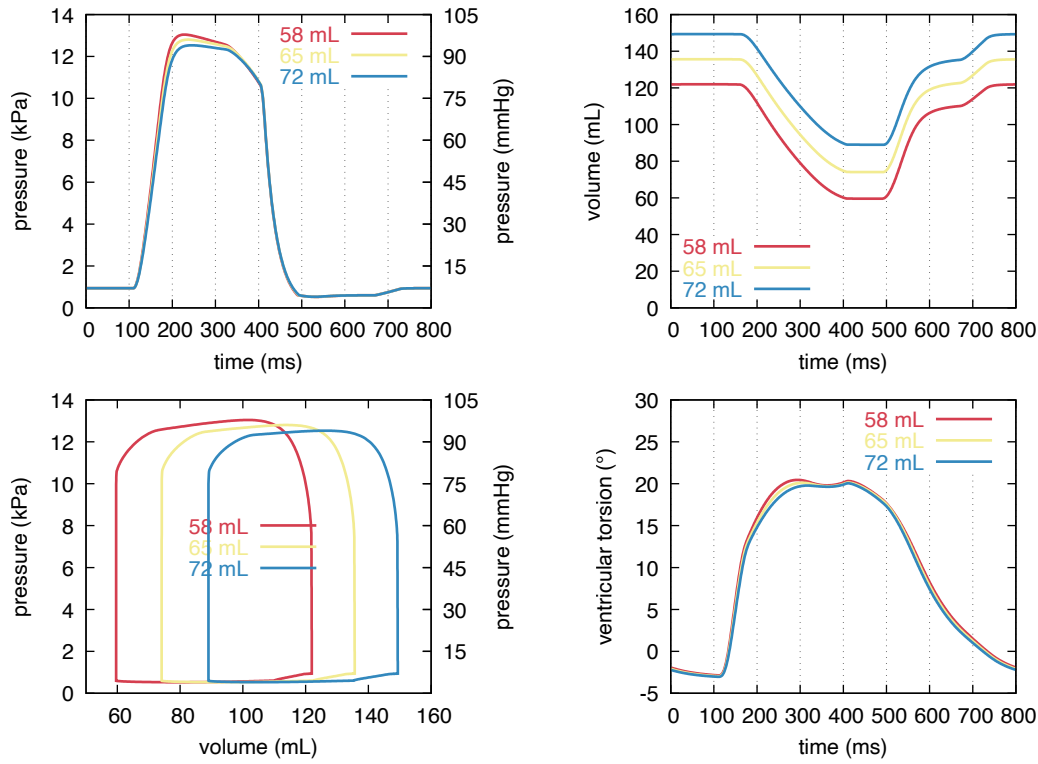 14
12
10
8
6
4
2
0
pressure (kPa)
105
90
75
60
45
30
15
pressure (mmHg)
58 mL
65 mL
72 mL
0 100 200 300 400 500 600 700 800
time (ms)
160
140
120
100
80
60
40
20
0
volume (mL)
58 mL
65 mL
72 mL
0 100 200 300 400 500 600 700 800
time (ms)
14
12
10
8
6
4
2
0
pressure (kPa)
105
90
75
60
45
30
15
pressure (mmHg)
58 mL
65 mL
72 mL
60 80 100 120 140 160
volume (mL)
30
25
20
15
10
5
0
-5
ventricular torsion (°)
58 mL
65 mL
72 mL
0 100 200 300 400 500 600 700 800
time (ms)